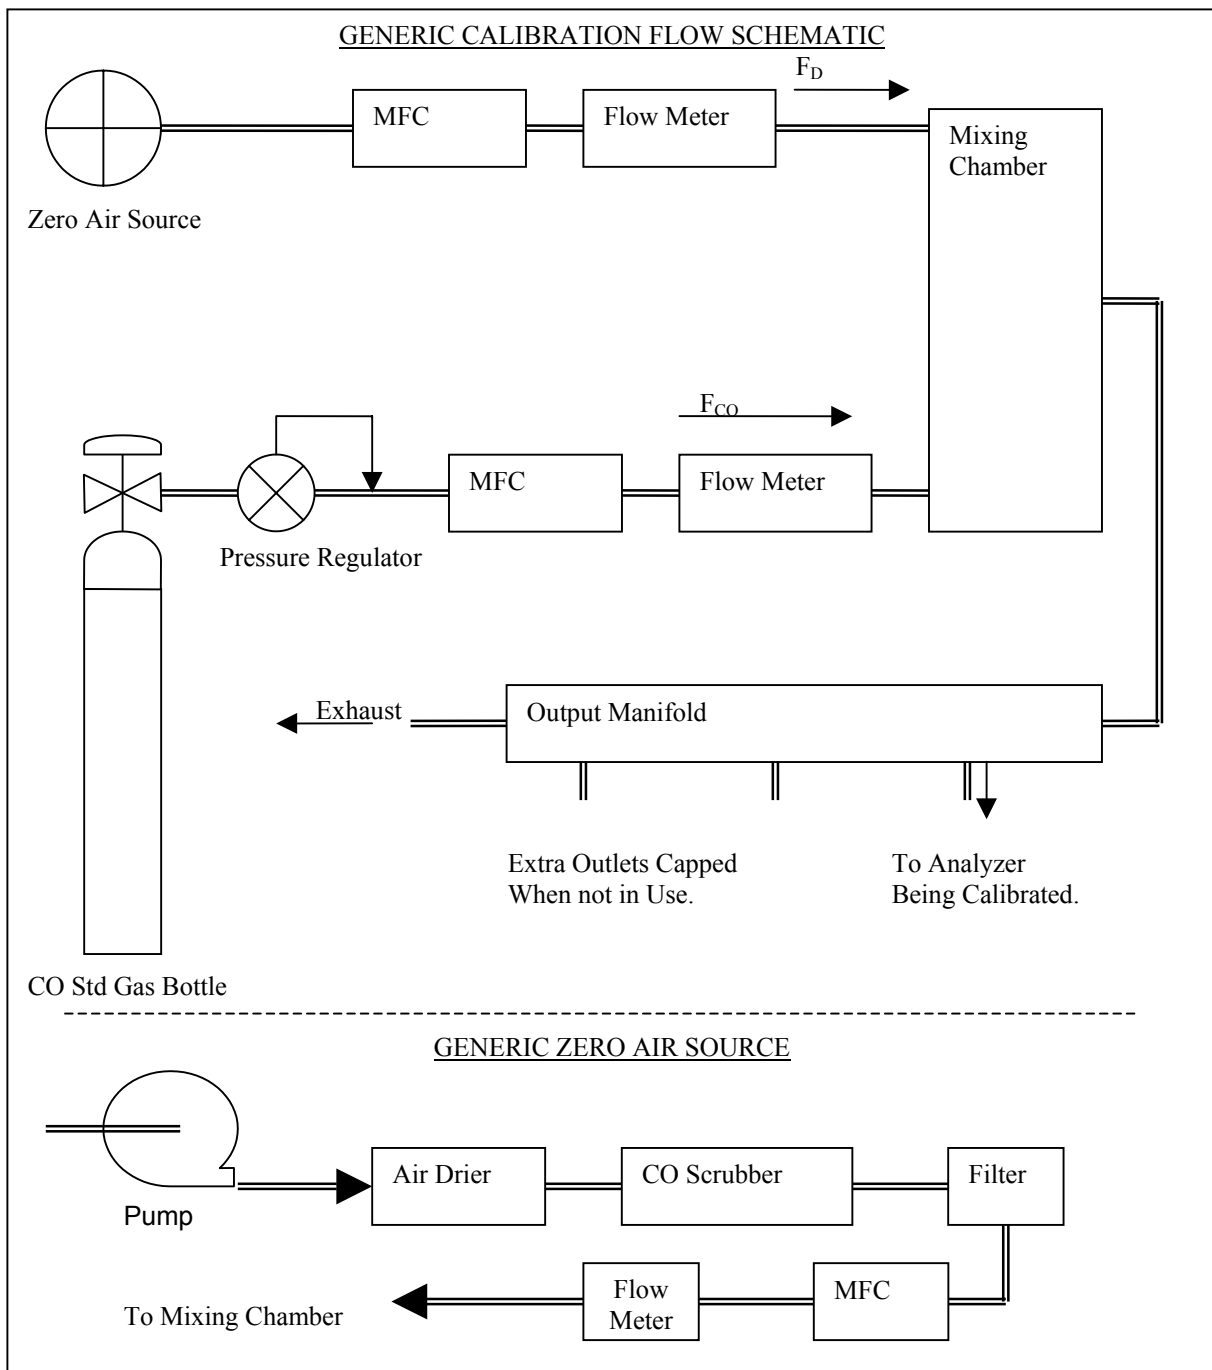 GENERIC CALIBRATION FLOW SCHEMATIC
F_D
MFC
Flow Meter
Mixing
Chamber
Zero Air Source
F_CO
MFC
Flow Meter
Pressure Regulator
Exhaust
Output Manifold
Extra Outlets Capped
When not in Use.
To Analyzer
Being Calibrated.
CO Std Gas Bottle
GENERIC ZERO AIR SOURCE
Air Drier
CO Scrubber
Filter
Pump
Flow
Meter
MFC
To Mixing Chamber